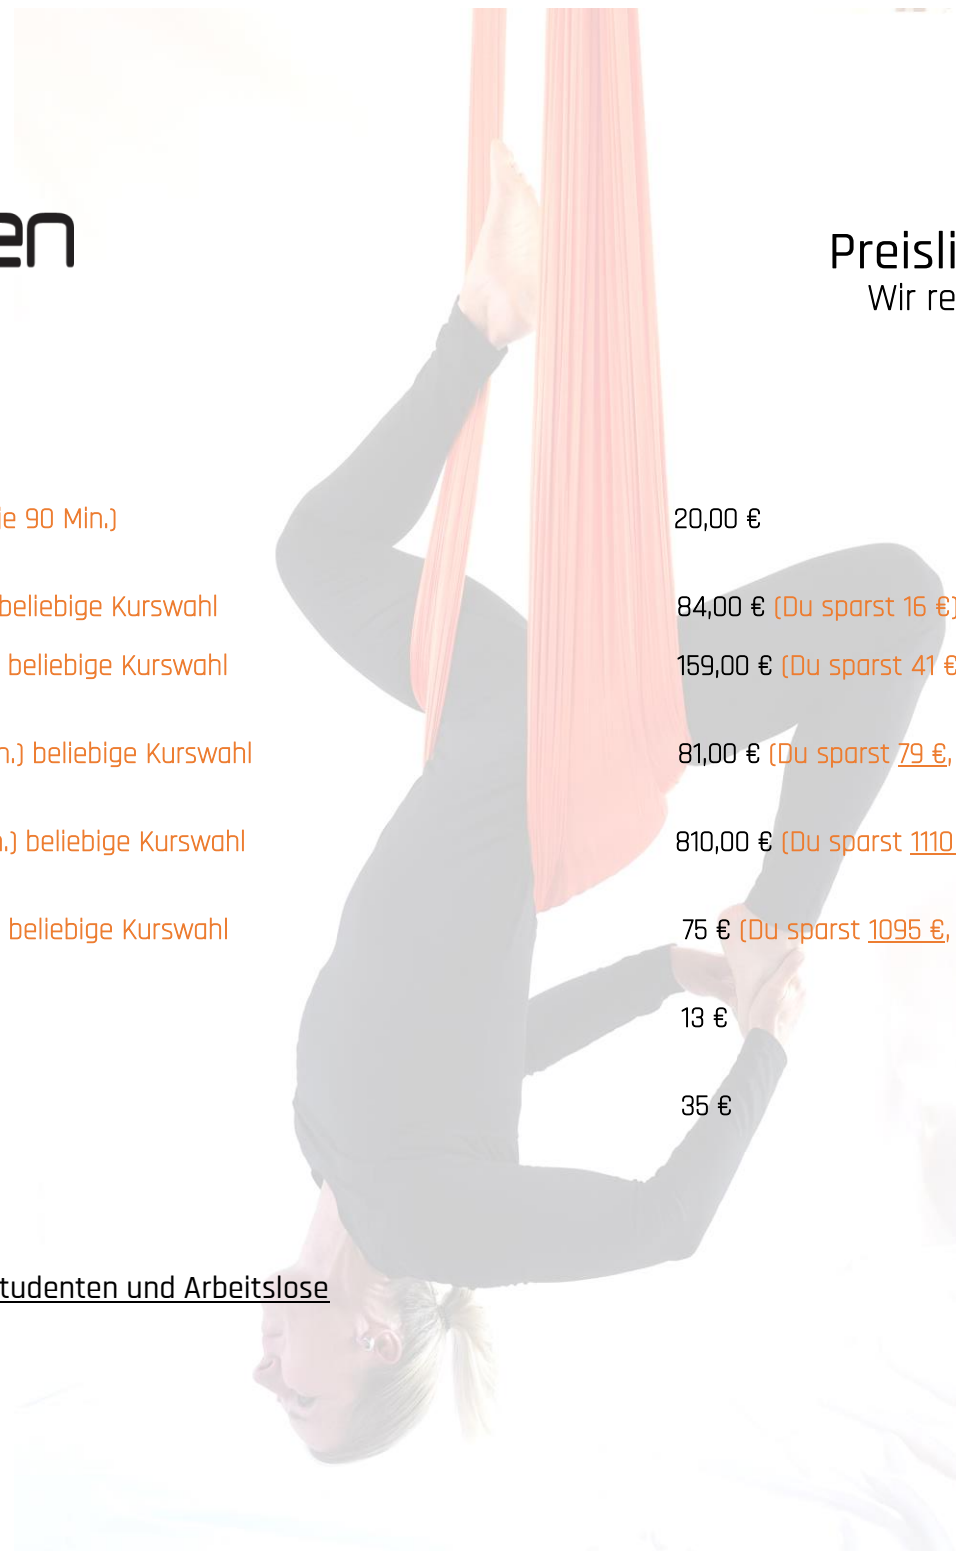 en
Preisli
Wir re
je 90 Min.) 20,00 €
beliebige Kurswahl 84,00 € (Du sparst 16 €)
beliebige Kurswahl 159,00 € (Du sparst 41 €
n.) beliebige Kurswahl 81,00 € (Du sparst 79 €,
n.) beliebige Kurswahl 810,00 € (Du sparst 1110
beliebige Kurswahl 75 € (Du sparst 1095 €,
13 €
35 €
tudenten und Arbeitslose